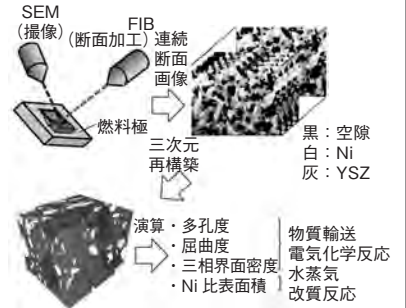 SEM
（撮像）
FIB
（断面加工）
連続
断面
画像
燃料極
黒：空隙
白：Ni
灰：YSZ
三次元
再構築
演算
・多孔度
・屈曲度
・三相界面密度
・Ni 比表面積
物質輸送
電気化学反応
水蒸気
改質反応